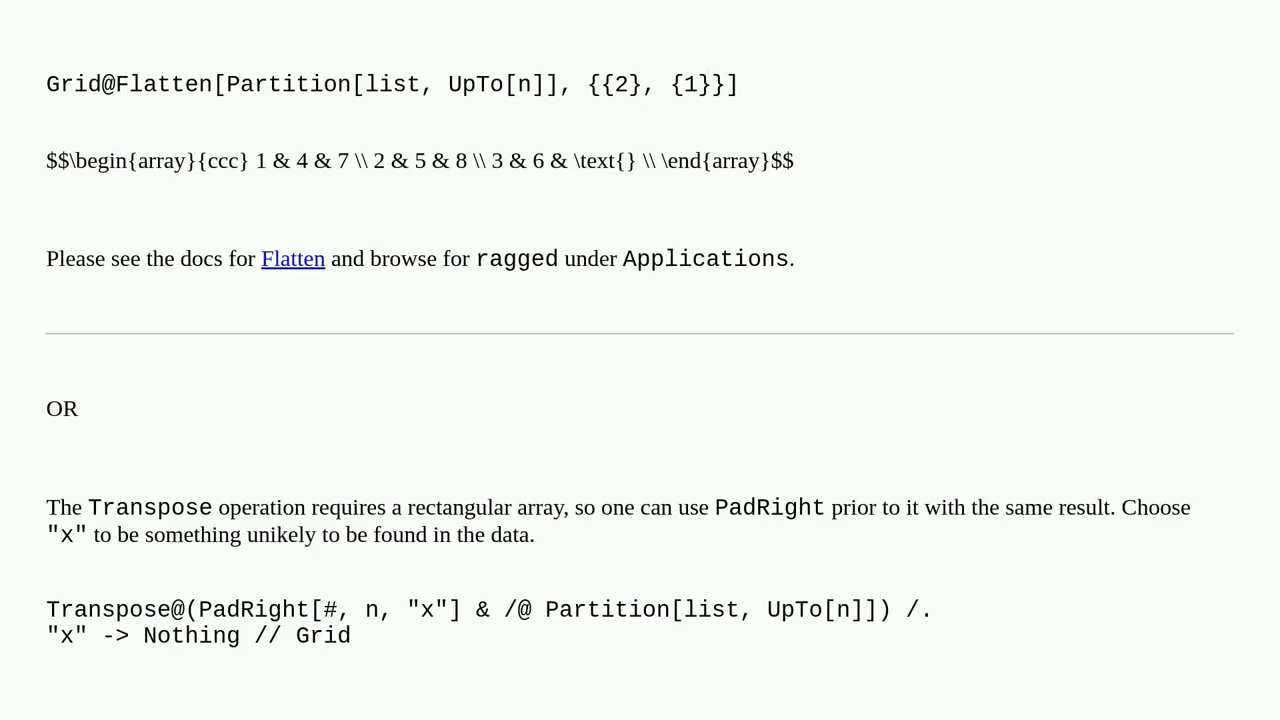 Grid@Flatten[Partition[list, UpTo[n]], {{2}, {1}}]
$$\begin{array}{ccc} 1 & 4 & 7 \\ 2 & 5 & 8 \\ 3 & 6 & \text{} \\ \end{array}$$
Please see the docs for Flatten and browse for ragged under Applications.
OR
The Transpose operation requires a rectangular array, so one can use PadRight prior to it with the same result. Choose
"x" to be something unlikely to be found in the data.
Transpose@(PadRight[#, n, "x"] & /@ Partition[list, UpTo[n]]) /.
"x" -> Nothing // Grid